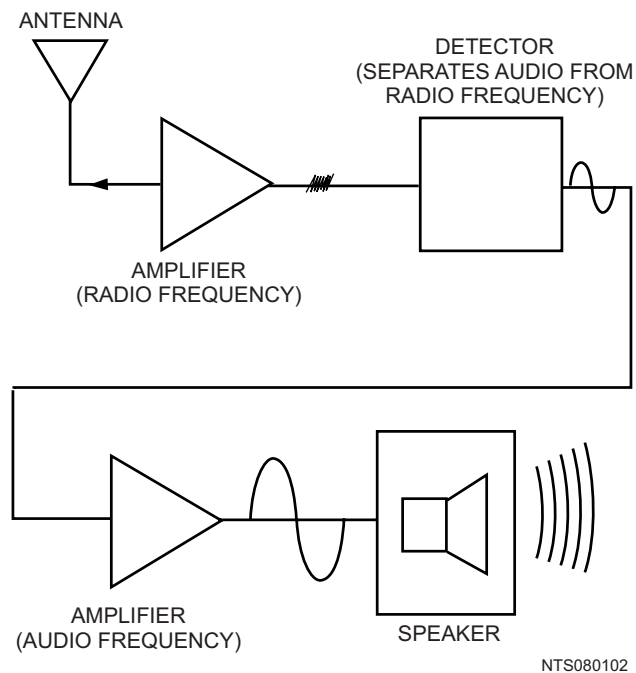 ANTENNA
DETECTOR
(SEPARATES AUDIO FROM
RADIO FREQUENCY)
AMPLIFIER
(RADIO FREQUENCY)
AMPLIFIER
(AUDIO FREQUENCY)
SPEAKER
NTS080102